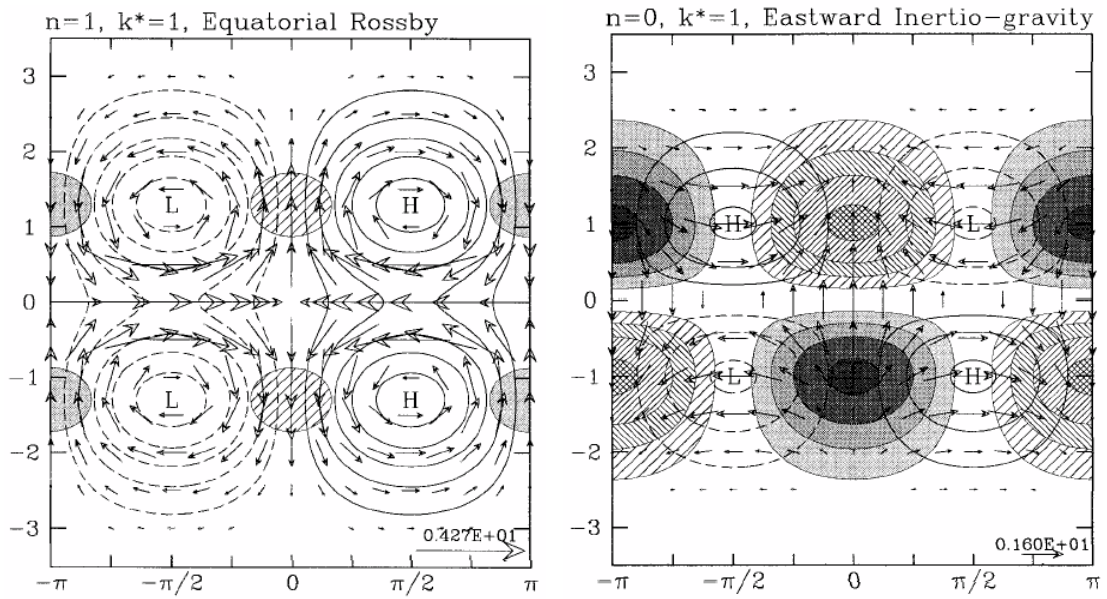 n=1, k*=1, Equatorial Rossby
3
2
1
0
−1
−2
−3
L
H
L
H
0.427E+01
−π
−π/2
0
π/2
π
n=0, k*=1, Eastward Inertio−gravity
3
2
1
0
−1
−2
−3
H
L
L
H
0.160E+01
−π
−π/2
0
π/2
π